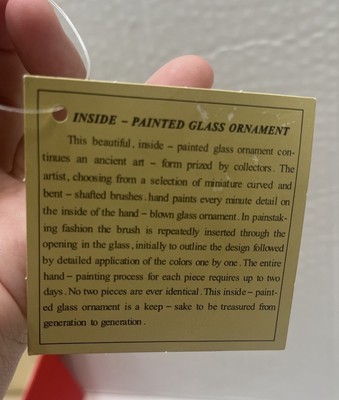 INSIDE – PAINTED GLASS ORNAMENT
This beautiful, inside – painted glass ornament con-
tinues an ancient art – form prized by collectors. The
artist, choosing from a selection of miniature curved and
bent – shafted brushes. hand paints every minute detail on
the inside of the hand – blown glass ornament. In painstak-
ing fashion the brush is repeatedly inserted through the
opening in the glass, initially to outline the design followed
by detailed application of the colors one by one. The entire
hand – painting process for each piece requires up to two
days. No two pieces are ever identical. This inside – paint-
ed glass ornament is a keep – sake to be treasured from
generation to generation.